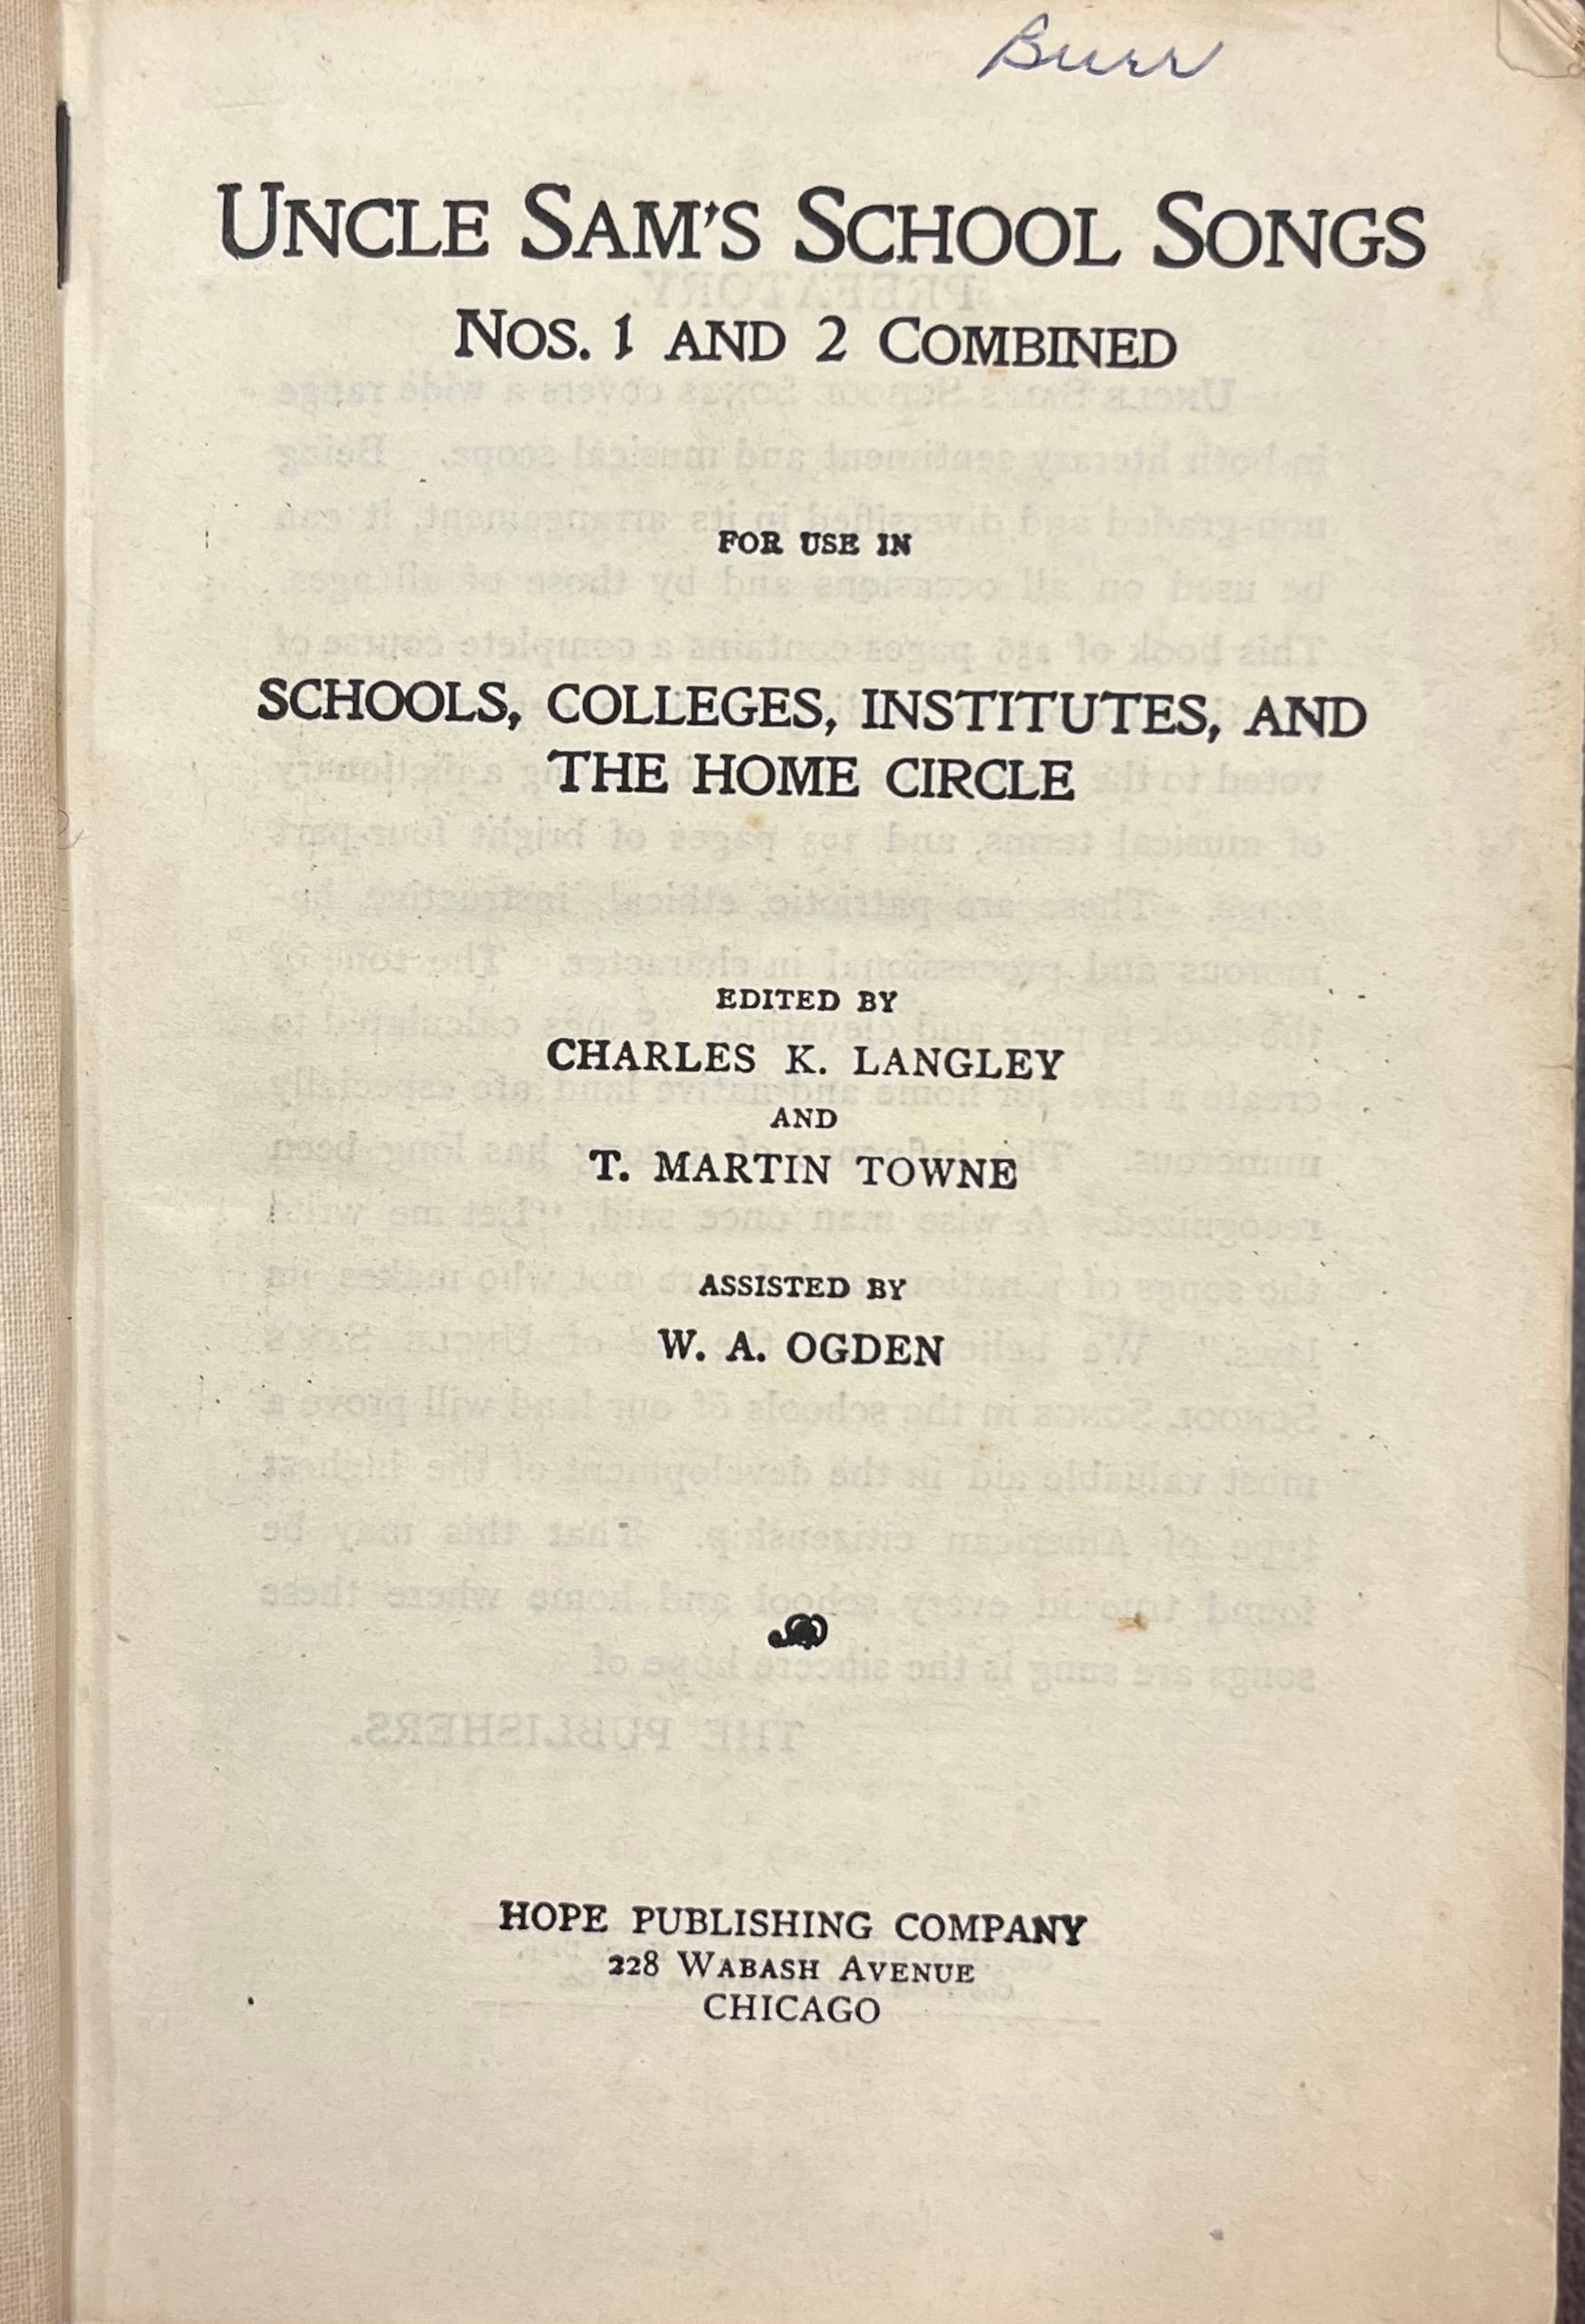 Burr
UNCLE SAM'S SCHOOL SONGS
NOS. 1 AND 2 COMBINED
FOR USE IN
SCHOOLS, COLLEGES, INSTITUTES, AND
THE HOME CIRCLE
EDITED BY
CHARLES K. LANGLEY
AND
T. MARTIN TOWNE
ASSISTED BY
W. A. OGDEN
HOPE PUBLISHING COMPANY
228 WABASH AVENUE
CHICAGO